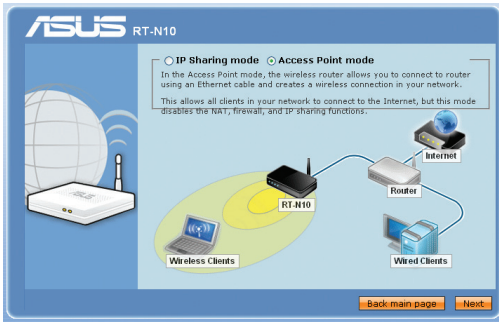 ASUS RT-N10
IP Sharing mode Access Point mode
In the Access Point mode, the wireless router allows you to connect to router
using an Ethernet cable and creates a wireless connection in your network.
This allows all clients in your network to connect to the Internet, but this mode
disables the NAT, firewall, and IP sharing functions.
Internet
Router
RT-N10
Wireless Clients
Wired Clients
Back main page Next